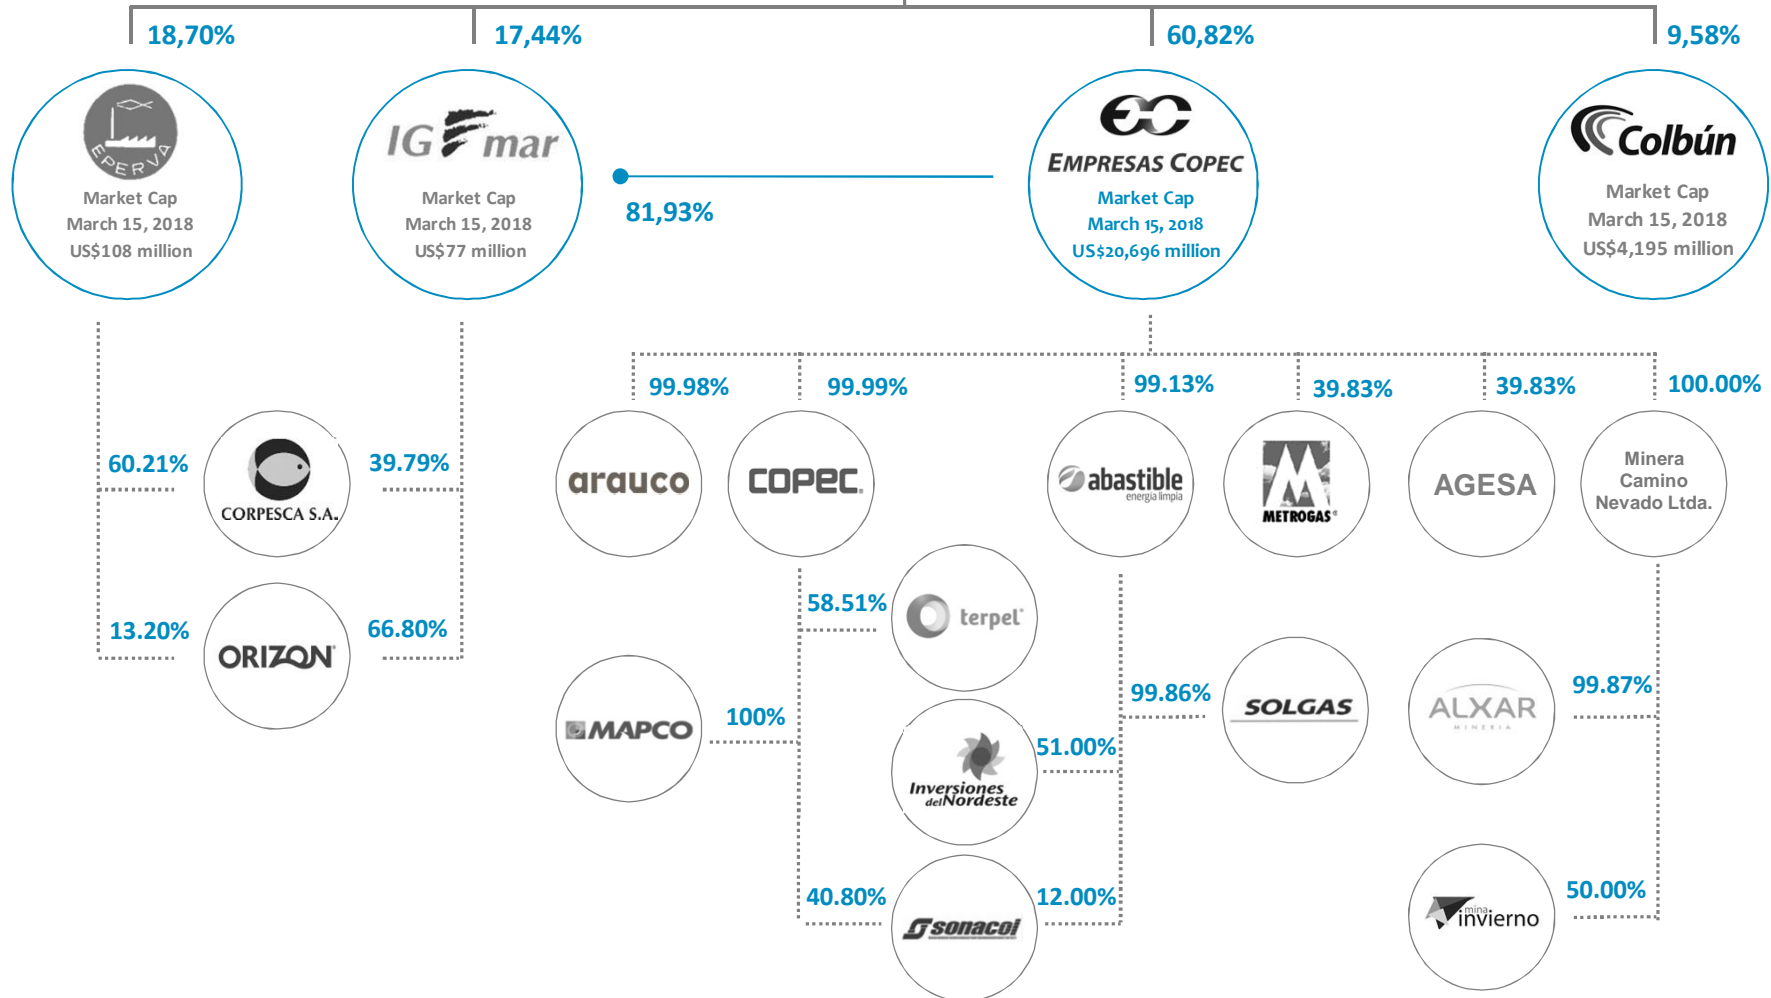 18,70%
17,44%
60,82%
9,58%
EPERVA
Market Cap
March 15, 2018
US$108 million
IG mar
Market Cap
March 15, 2018
US$77 million
81,93%
EC
EMPRESAS COPEC
Market Cap
March 15, 2018
US$20,696 million
Colbún
Market Cap
March 15, 2018
US$4,195 million
99.98%
99.99%
99.13%
39.83%
39.83%
100.00%
60.21%
CORPESCA S.A.
39.79%
arauco
COPEC®
abastible
energía limpia
M
METROGAS®
AGESA
Minera
Camino
Nevado Ltda.
13.20%
ORIZON®
66.80%
58.51%
terpel®
MAPCO
100%
99.86%
SOLGAS
ALXAR
MINERIA
99.87%
Inversiones
del Nordeste
51.00%
40.80%
sonacol
12.00%
mina
invierno
50.00%